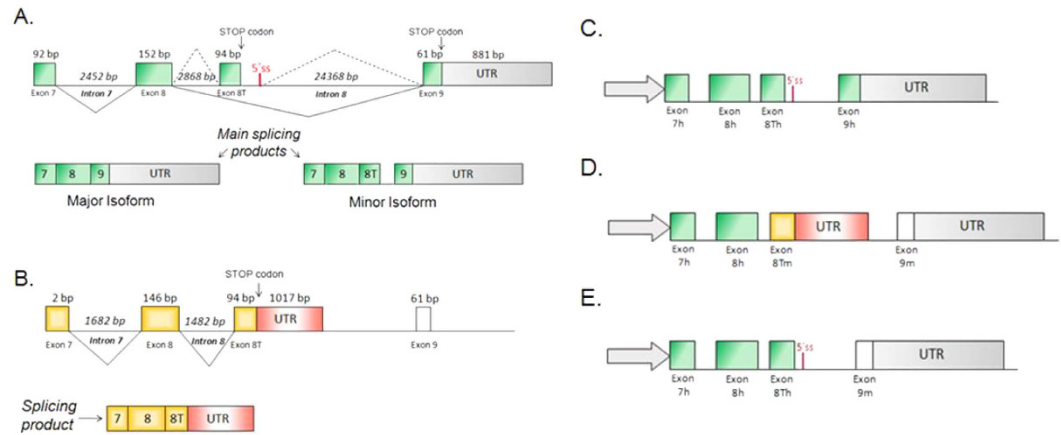 A.
STOP codon
STOP codon
92 bp
152 bp
94 bp
61 bp
881 bp
2452 bp
2868 bp
5'ss
24368 bp
UTR
Exon 7
Intron 7
Exon 8
Exon 8T
Intron 8
Exon 9
Main splicing
products
7 8 9 UTR
7 8 8T 9 UTR
Major Isoform
Minor Isoform
B.
STOP codon
2 bp
146 bp
94 bp
1017 bp
61 bp
1682 bp
1482 bp
UTR
Exon 7
Intron 7
Exon 8
Intron 8
Exon 8T
Exon 9
Splicing
product
7 8 8T UTR
C.
5'ss
UTR
Exon
7h
Exon
8h
Exon
8Th
Exon
9h
D.
UTR
UTR
Exon
7h
Exon
8h
Exon
8Tm
Exon
9m
E.
5'ss
UTR
Exon
7h
Exon
8h
Exon
8Th
Exon
9m